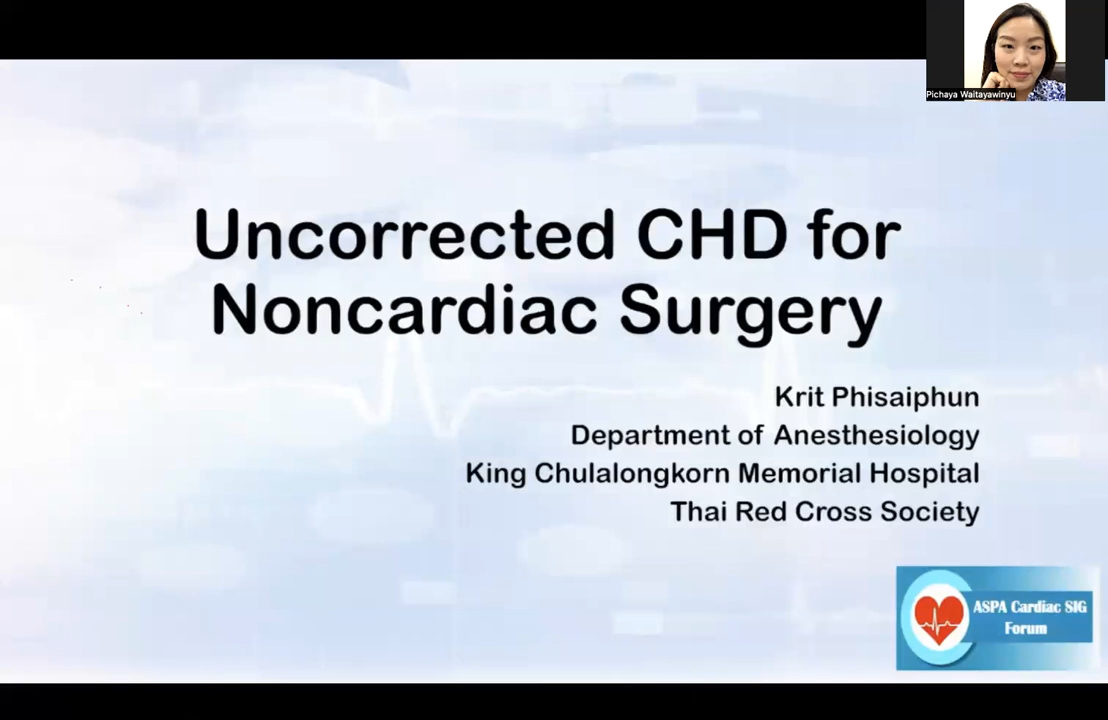 Pichaya Waitayawinyu
Uncorrected CHD for
Noncardiac Surgery
Krit Phisaiphun
Department of Anesthesiology
King Chulalongkorn Memorial Hospital
Thai Red Cross Society
ASPA Cardiac SIG
Forum